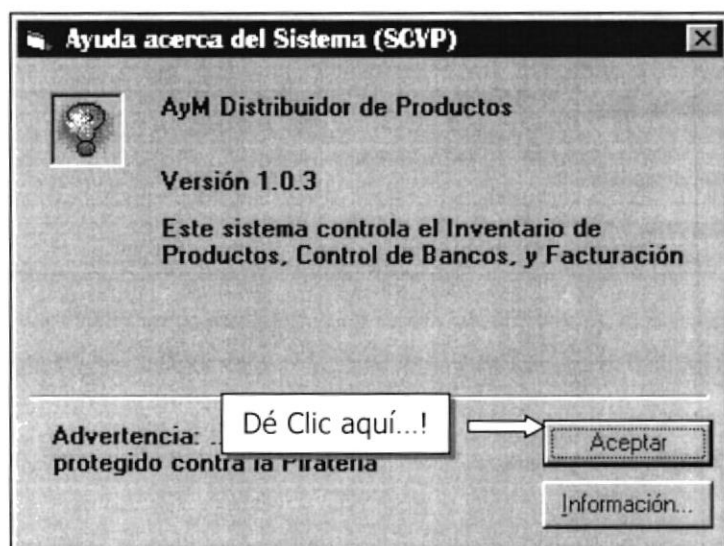 Ayuda acerca del Sistema (SCVP)
AyM Distribuidor de Productos
Versión 1.0.3
Este sistema controla el Inventario de
Productos, Control de Bancos, y Facturación
Dé Clic aquí...!
Advertencia: ..
protegido contra la Piratería
Aceptar
Información...